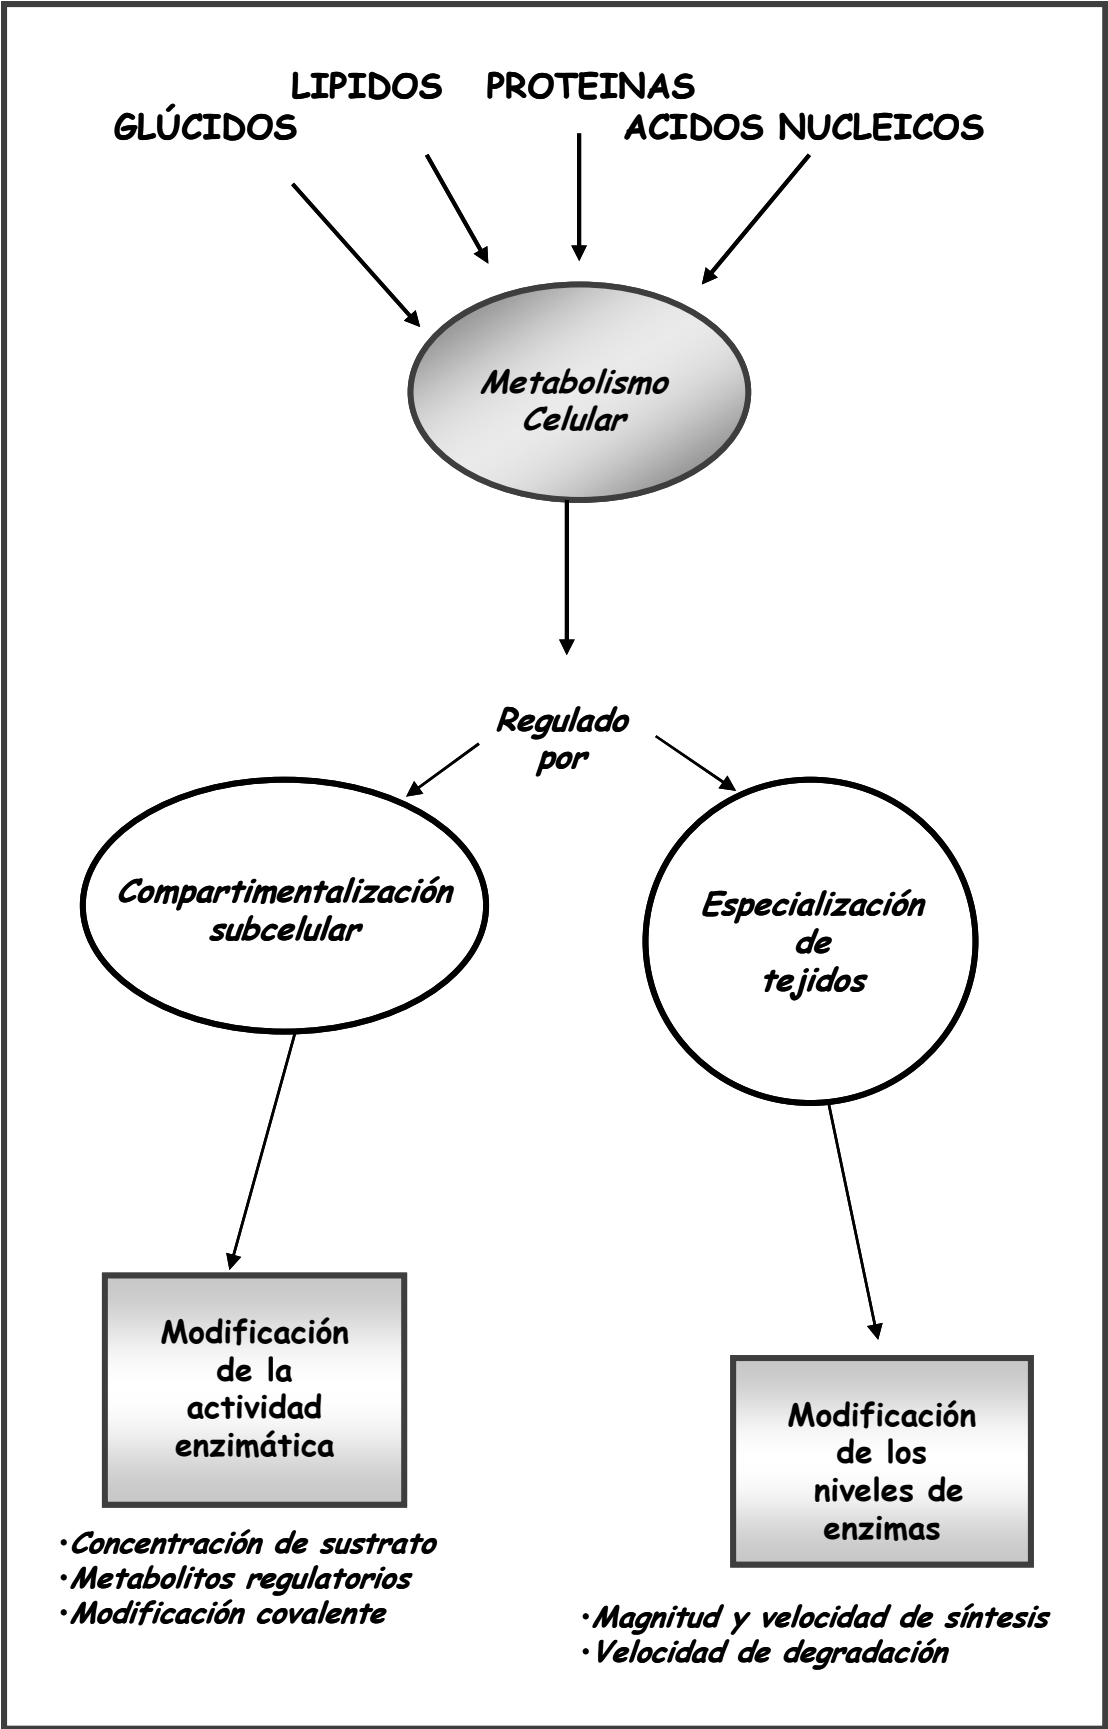 LIPIDOS PROTEINAS
GLÚCIDOS ACIDOS NUCLEICOS
Metabolismo
Celular
Regulado
por
Compartimentalización
subcelular
Especialización
de
tejidos
Modificación
de la
actividad
enzimática
•Concentración de sustrato
•Metabolitos regulatorios
•Modificación covalente
Modificación
de los
niveles de
enzimas
•Magnitud y velocidad de síntesis
•Velocidad de degradación